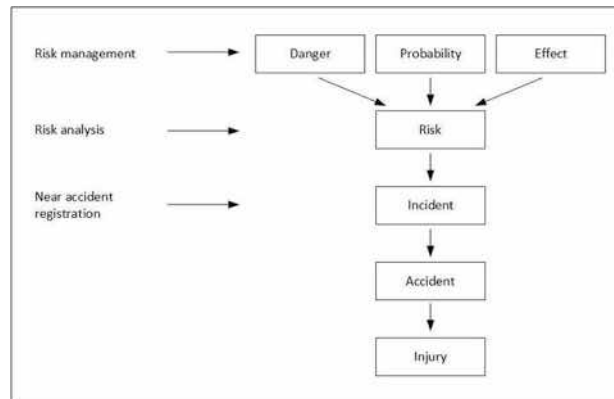 Risk management
Danger
Probability
Effect
Risk analysis
Risk
Near accident
registration
Incident
Accident
Injury